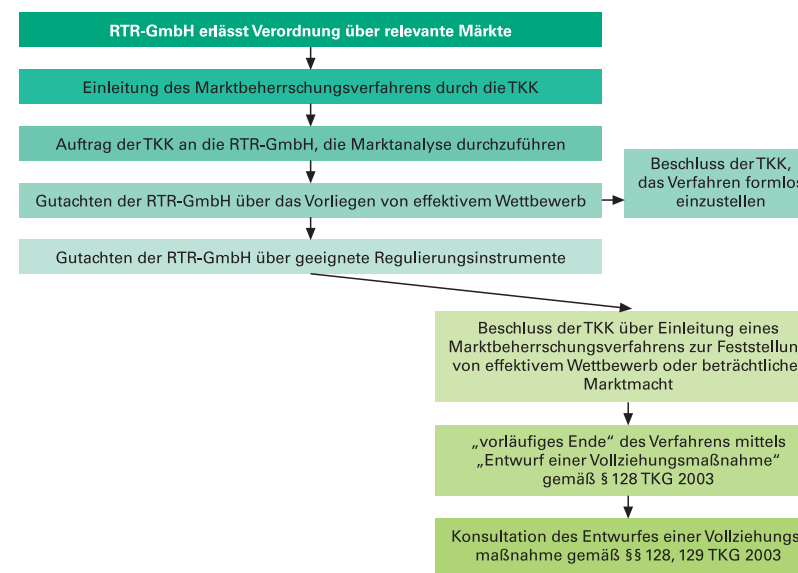 RTR-GmbH erlässt Verordnung über relevante Märkte
Einleitung des Marktbeherrschungsverfahrens durch die TKK
Auftrag der TKK an die RTR-GmbH, die Marktanalyse durchzuführen
Gutachten der RTR-GmbH über das Vorliegen von effektivem Wettbewerb
Beschluss der TKK,
das Verfahren formlos
einzustellen
Gutachten der RTR-GmbH über geeignete Regulierungsinstrumente
Beschluss der TKK über Einleitung eines
Marktbeherrschungsverfahrens zur Feststellun
von effektivem Wettbewerb oder beträchtliche
Marktmacht
„vorläufiges Ende“ des Verfahrens mittels
„Entwurf einer Vollziehungsmaßnahme“
gemäß § 128 TKG 2003
Konsultation des Entwurfes einer Vollziehungs
maßnahme gemäß §§ 128, 129 TKG 2003